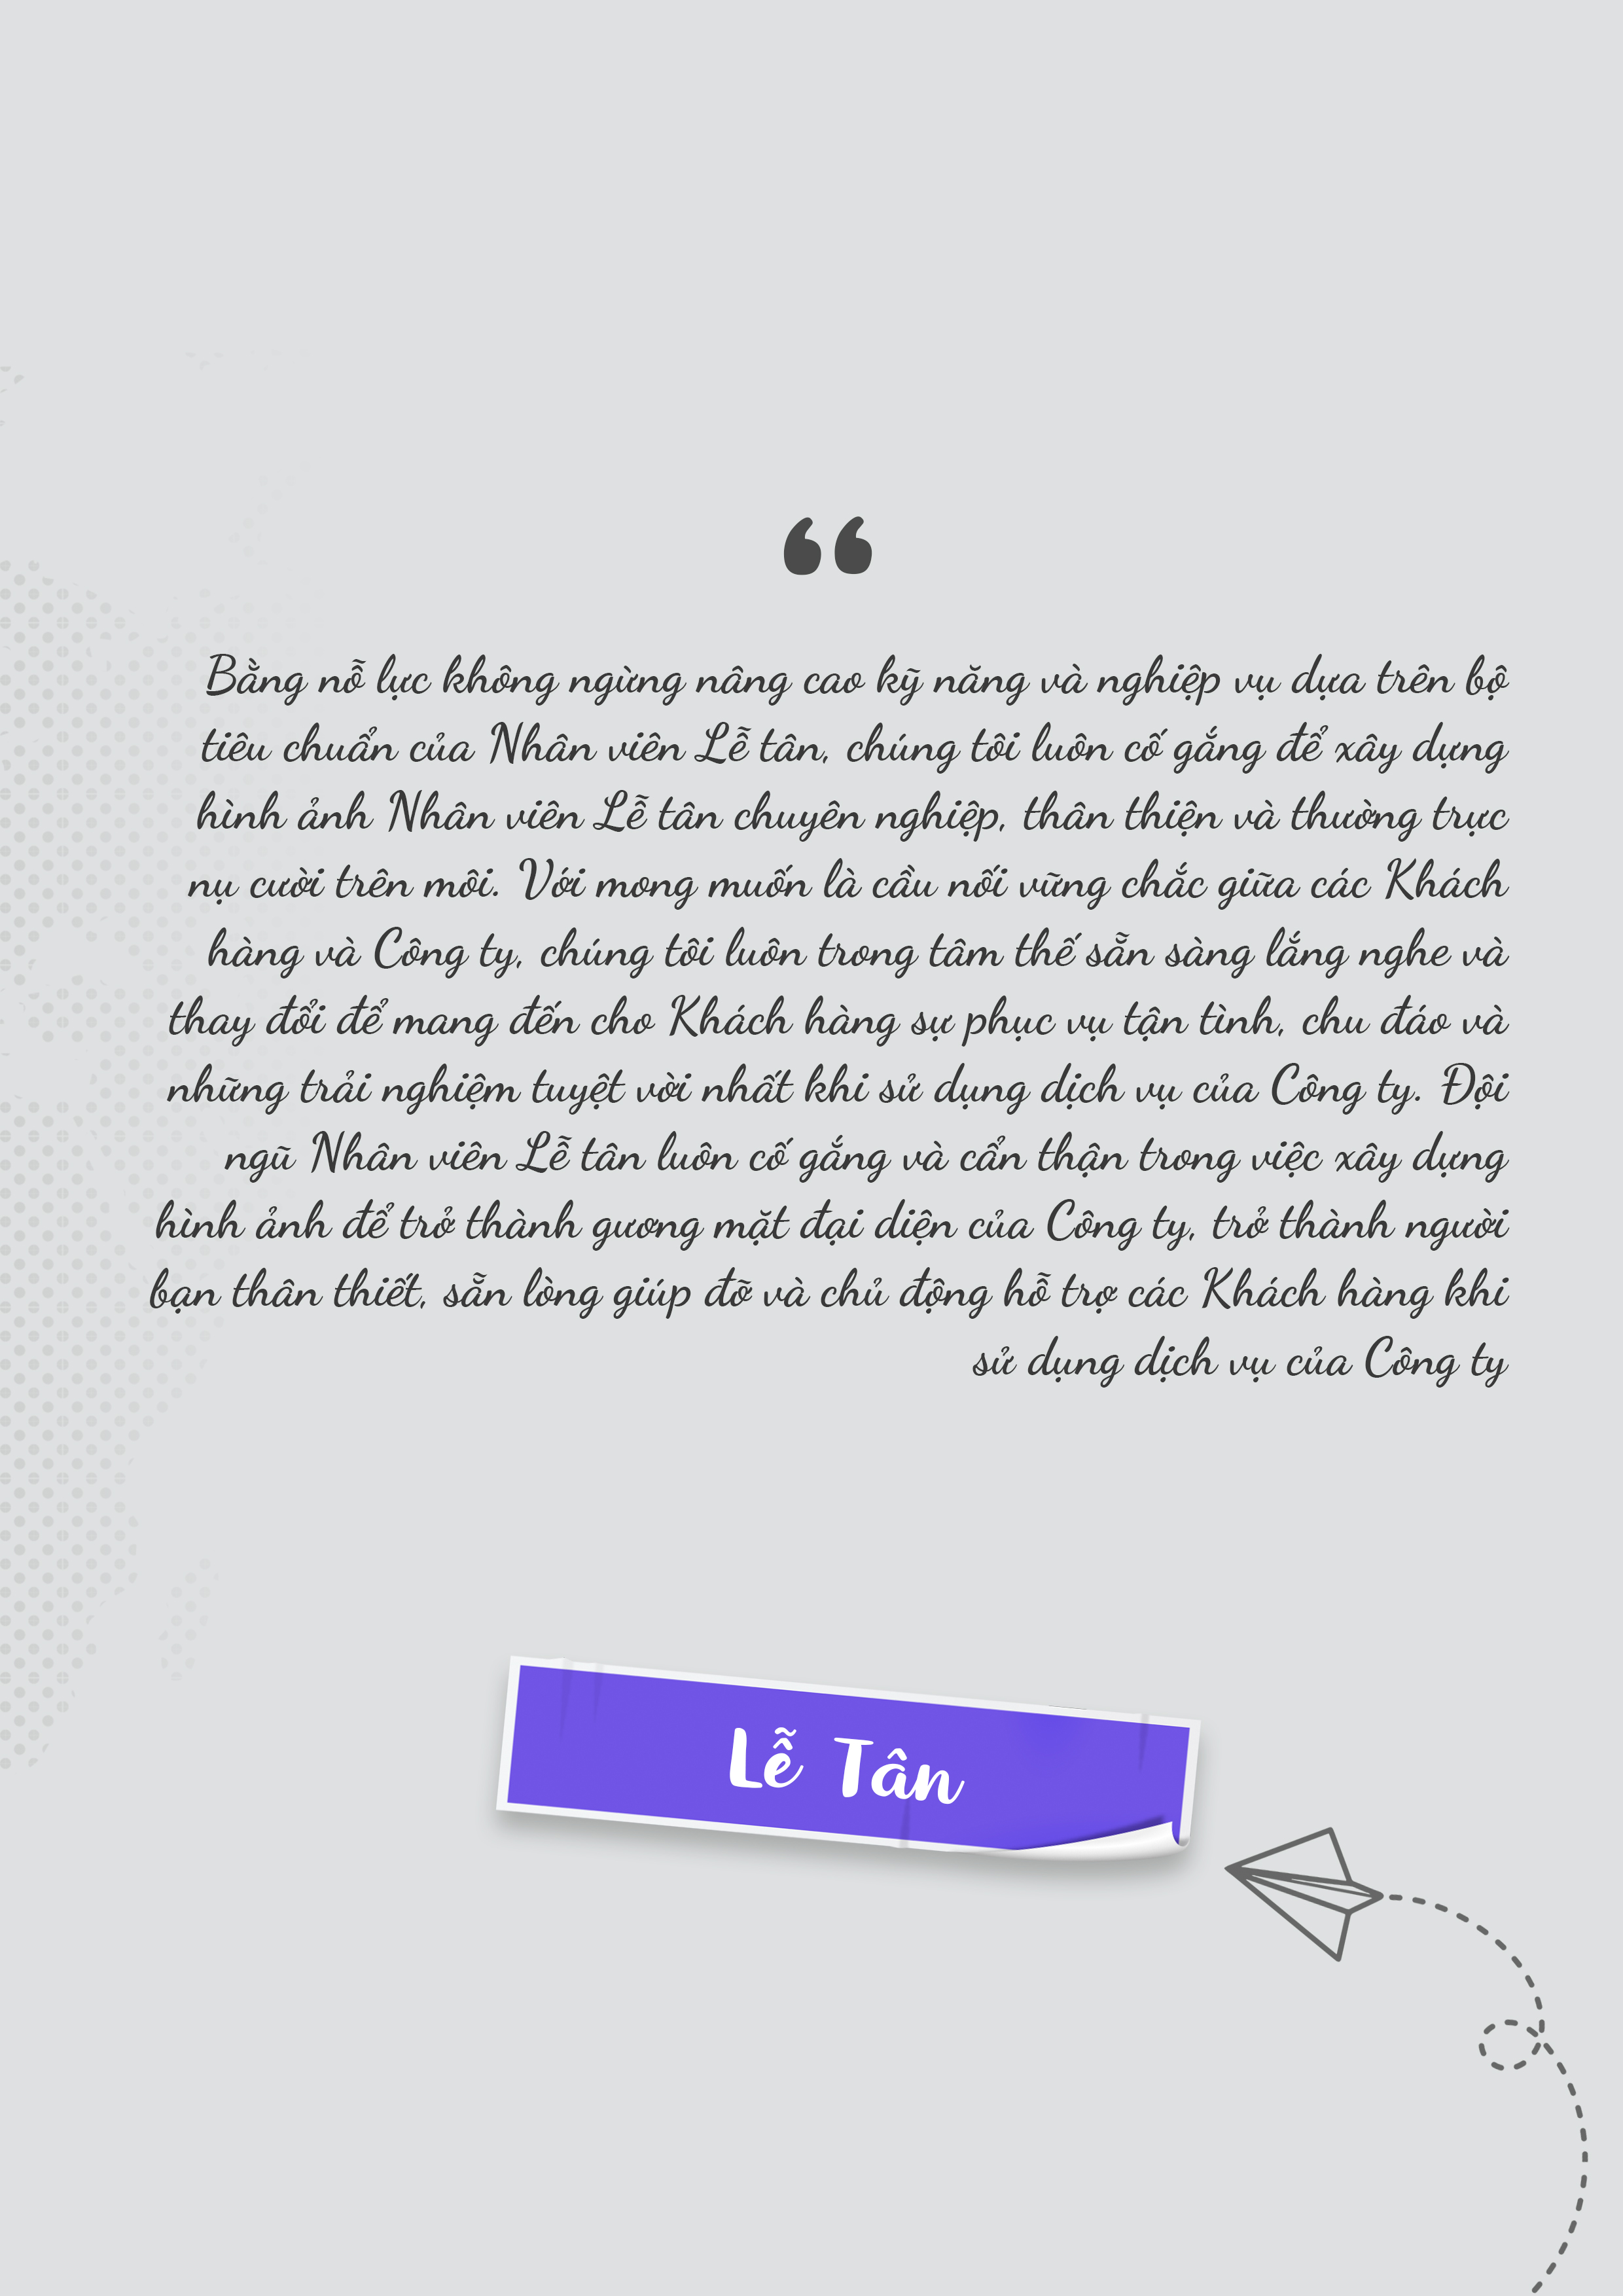 “
Bằng nỗ lực không ngừng nâng cao kỹ năng và nghiệp vụ dựa trên bộ
tiêu chuẩn của Nhân viên Lễ tân, chúng tôi luôn cố gắng để xây dựng
hình ảnh Nhân viên Lễ tân chuyên nghiệp, thân thiện và thường trực
nụ cười trên môi. Với mong muốn là cầu nối vững chắc giữa các Khách
hàng và Công ty, chúng tôi luôn trong tâm thế sẵn sàng lắng nghe và
thay đổi để mang đến cho Khách hàng sự phục vụ tận tình, chu đáo và
những trải nghiệm tuyệt vời nhất khi sử dụng dịch vụ của Công ty. Đội
ngũ Nhân viên Lễ tân luôn cố gắng và cẩn thận trong việc xây dựng
hình ảnh để trở thành gương mặt đại diện của Công ty, trở thành người
bạn thân thiết, sẵn lòng giúp đỡ và chủ động hỗ trợ các Khách hàng khi
sử dụng dịch vụ của Công ty
Lễ Tân